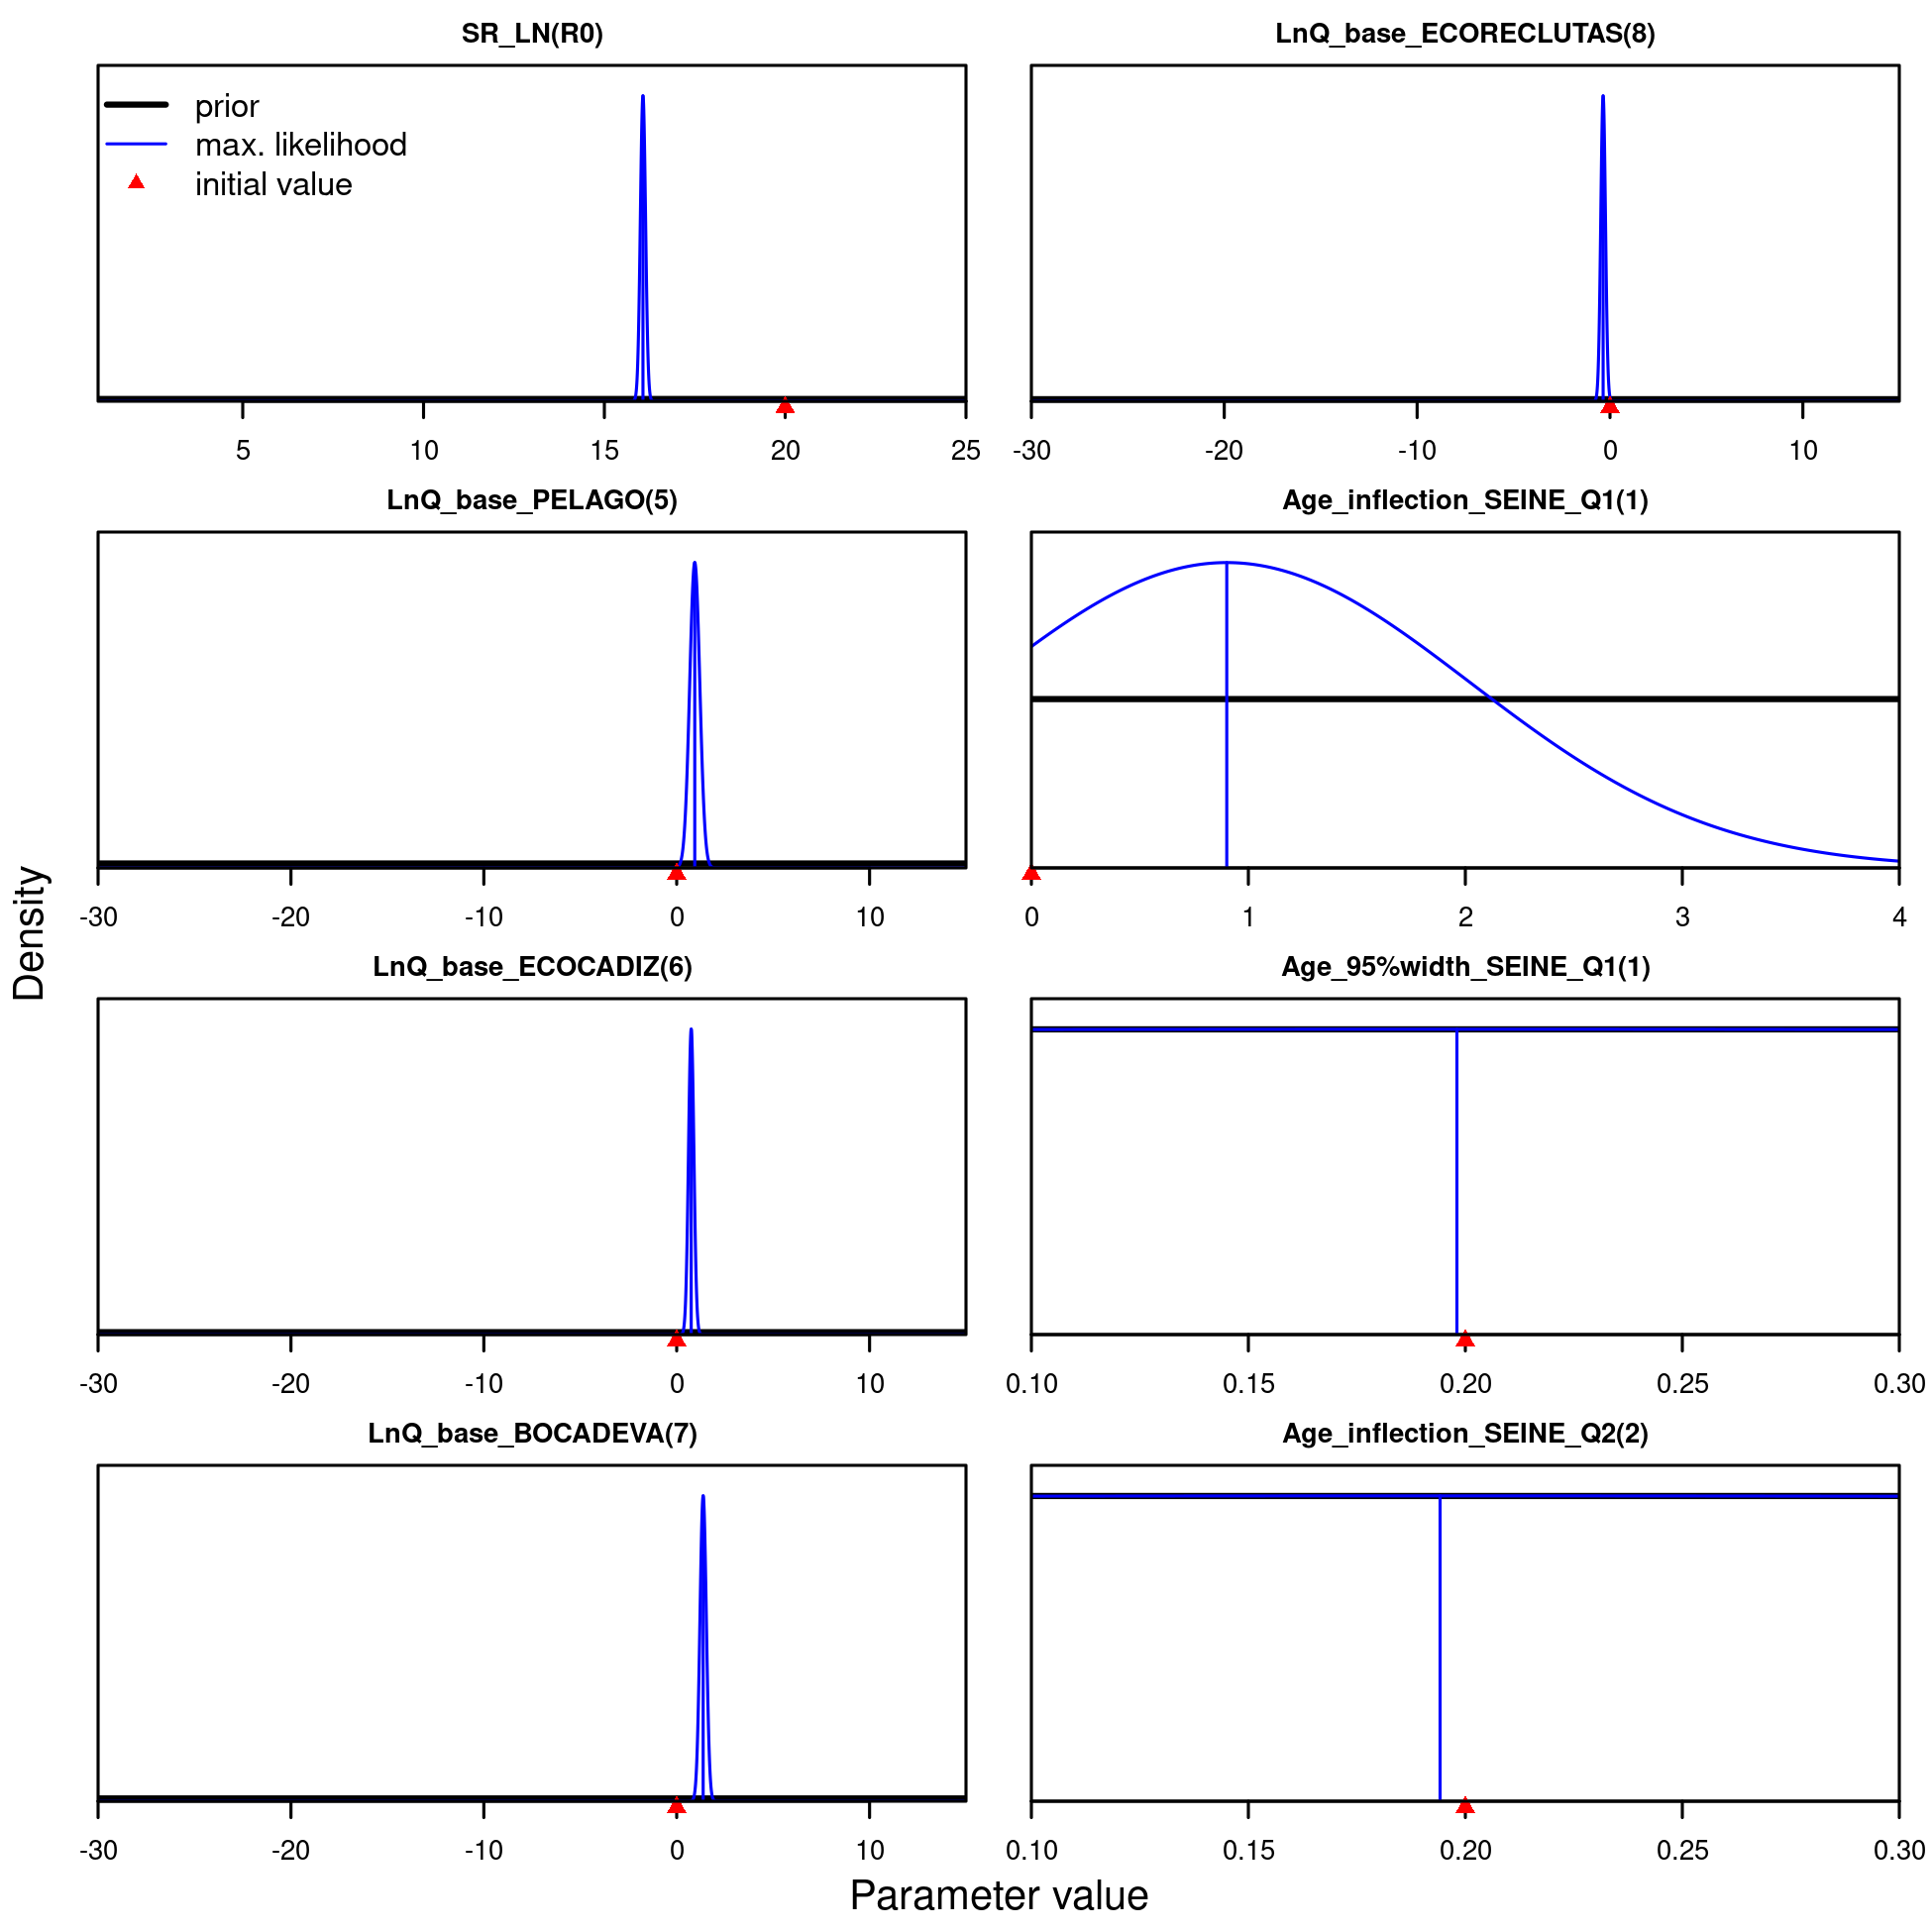 SR_LN(R0)
prior
max. likelihood
initial value
5 10 15 20 25
LnQ_base_ECORECLUTAS(8)
-30 -20 -10 0 10
LnQ_base_PELAGO(5)
-30 -20 -10 0 10
Age_inflection_SEINE_Q1(1)
0 1 2 3 4
LnQ_base_ECOCADIZ(6)
-30 -20 -10 0 10
Age_95%width_SEINE_Q1(1)
0.10 0.15 0.20 0.25 0.30
LnQ_base_BOCADEVA(7)
-30 -20 -10 0 10
Age_inflection_SEINE_Q2(2)
0.10 0.15 0.20 0.25 0.30
Density
Parameter value